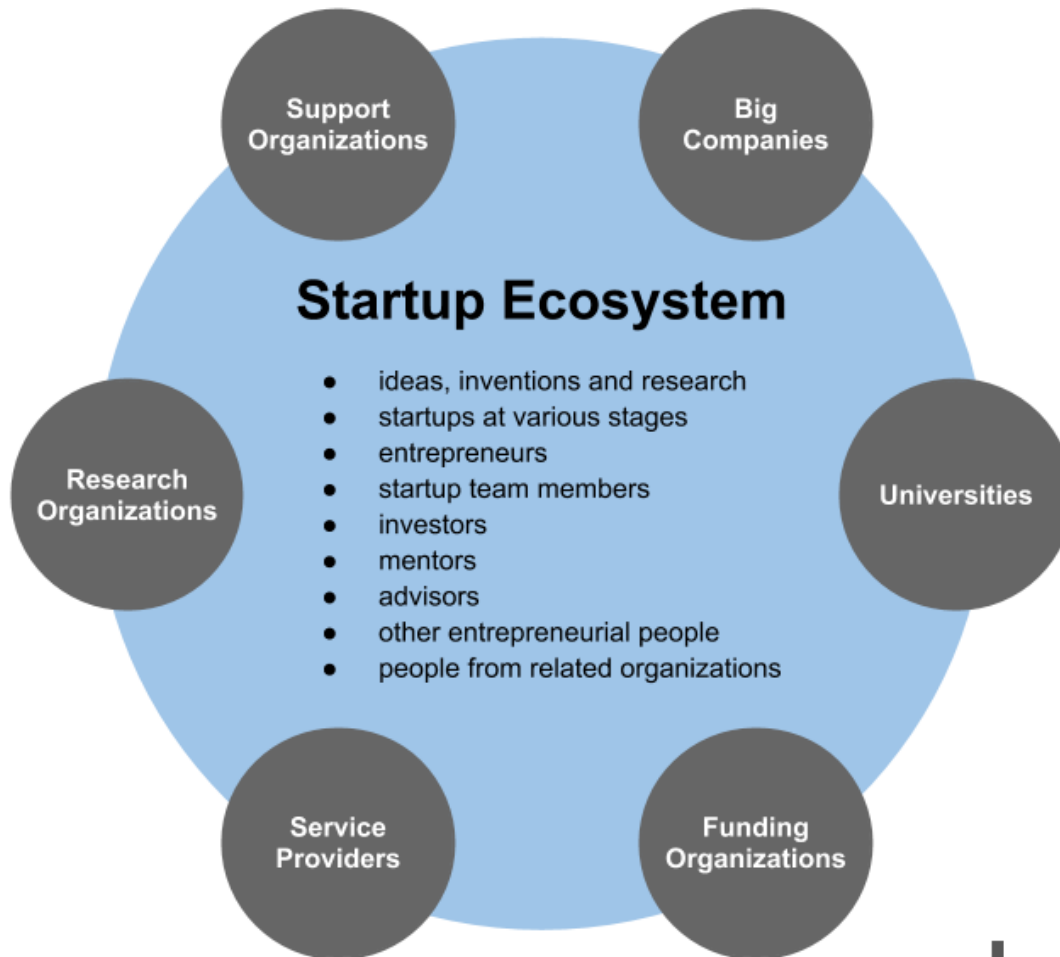 Support
Organizations
Big
Companies
Startup Ecosystem
● ideas, inventions and research
● startups at various stages
● entrepreneurs
● startup team members
● investors
● mentors
● advisors
● other entrepreneurial people
● people from related organizations
Research
Organizations
Universities
Service
Providers
Funding
Organizations